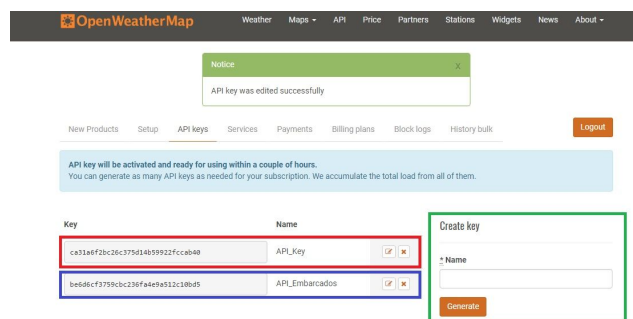 OpenWeatherMap Weather Maps API Price Partners Stations Widgets News About
Notice x
API key was edited successfully
New Products Setup API keys Services Payments Billing plans Block logs History bulk Logout
API key will be activated and ready for using within a couple of hours.
You can generate as many API keys as needed for your subscription. We accumulate the total load from all of them.
Key Name Create key
ca31a6f2bc26c375d14b59922fccab40 API_Key
* Name
be6d6cf3759cbc236fa4e9a512c10bd5 API_Embarcados
Generate